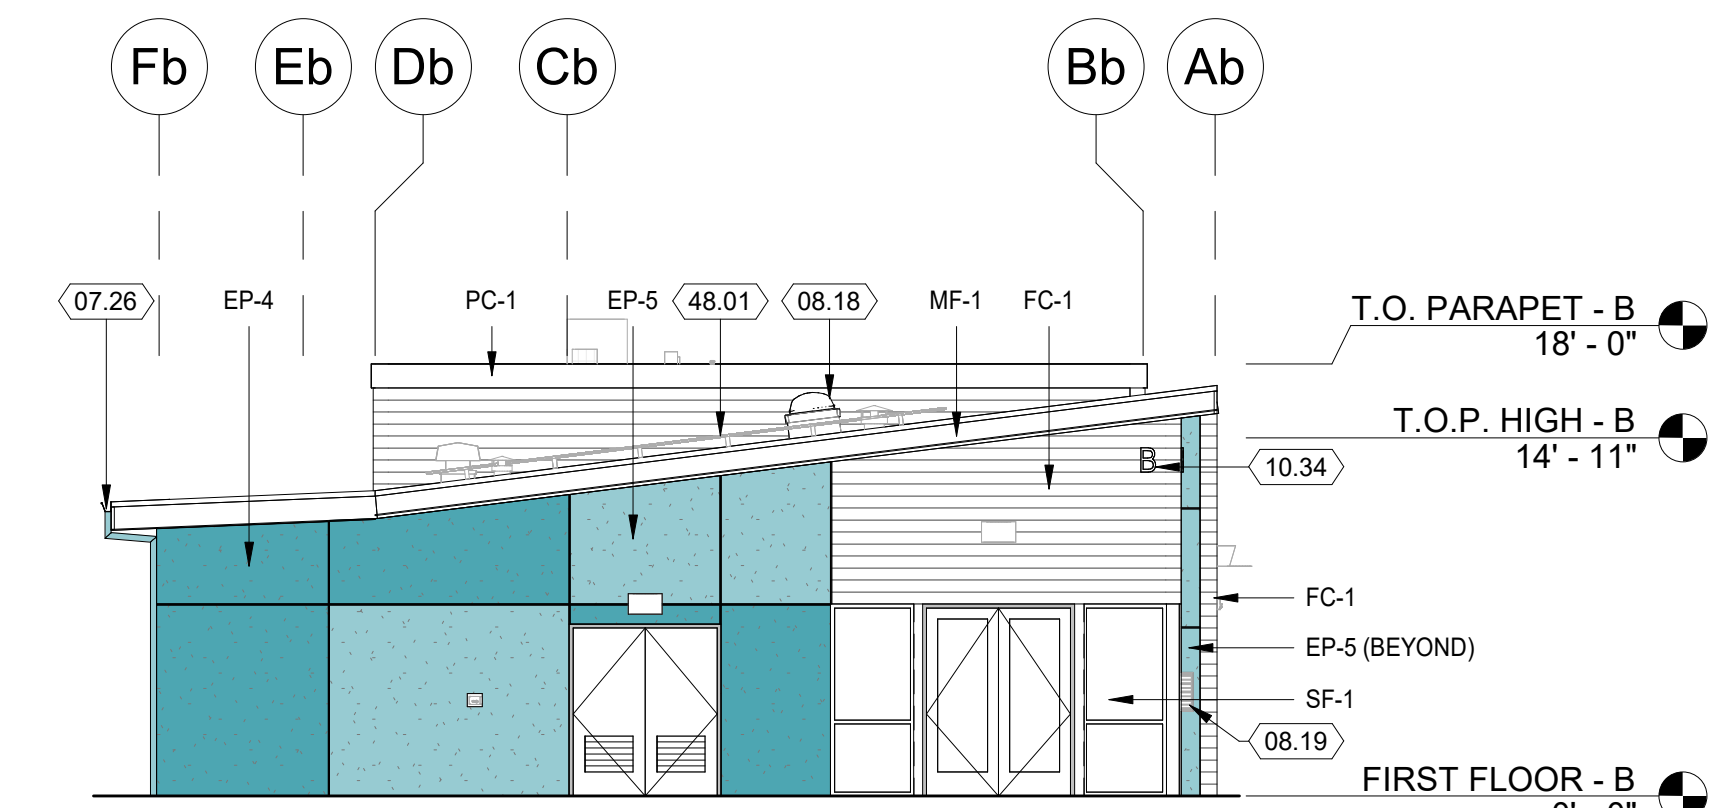 Fb Eb Db Cb Bb Ab
07.26 EP-4 PC-1 EP-5 48.01 08.18 MF-1 FC-1
T.O. PARAPET - B
18' - 0"
T.O.P. HIGH - B
14' - 11"
B
10.34
FC-1
EP-5 (BEYOND)
SF-1
08.19
FIRST FLOOR - B
0' - 0"